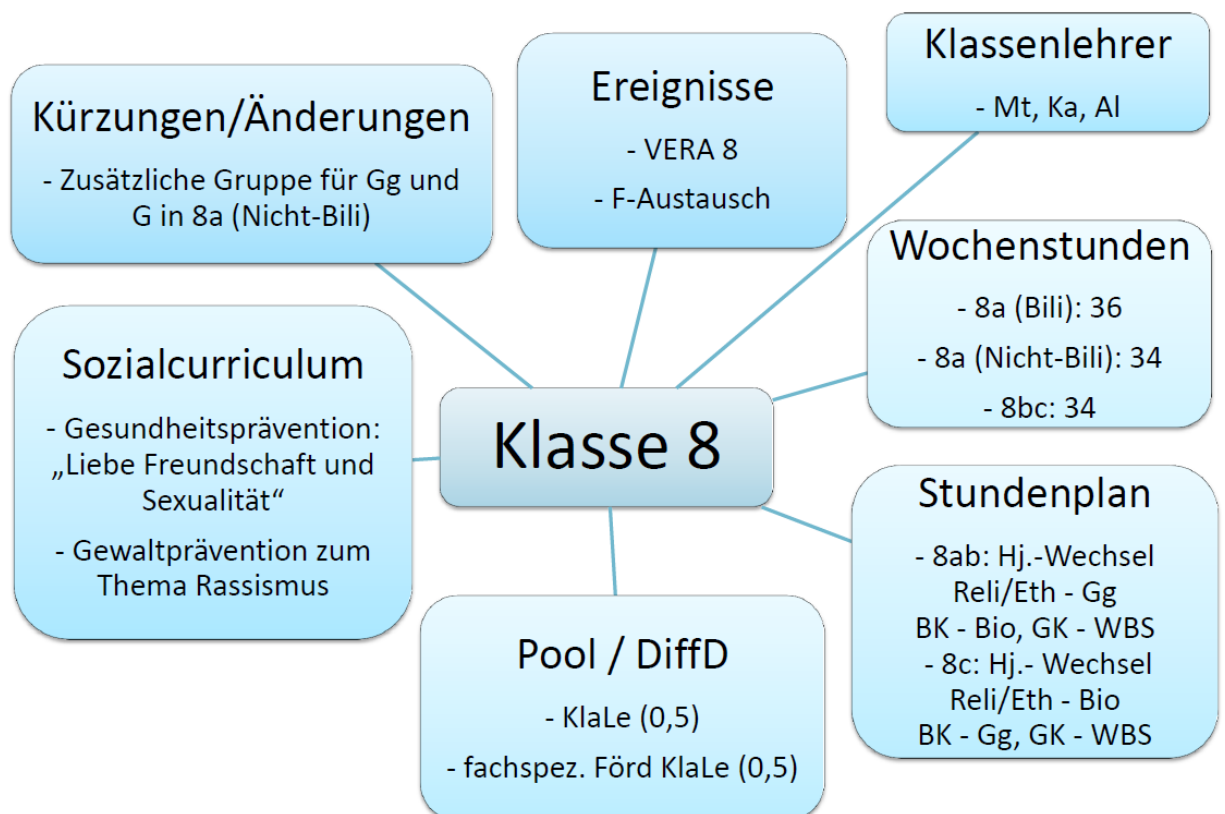 Kürzungen/Änderungen
- Zusätzliche Gruppe für Gg und
G in 8a (Nicht-Bili)
Ereignisse
- VERA 8
- F-Austausch
Klassenlehrer
- Mt, Ka, Al
Wochenstunden
- 8a (Bili): 36
- 8a (Nicht-Bili): 34
- 8bc: 34
Sozialcurriculum
- Gesundheitsprävention:
„Liebe Freundschaft und
Sexualität“
- Gewaltprävention zum
Thema Rassismus
Klasse 8
Stundenplan
- 8ab: Hj.-Wechsel
Reli/Eth - Gg
BK - Bio, GK - WBS
- 8c: Hj.- Wechsel
Reli/Eth - Bio
BK - Gg, GK - WBS
Pool / DiffD
- KlaLe (0,5)
- fachspez. Förd KlaLe (0,5)